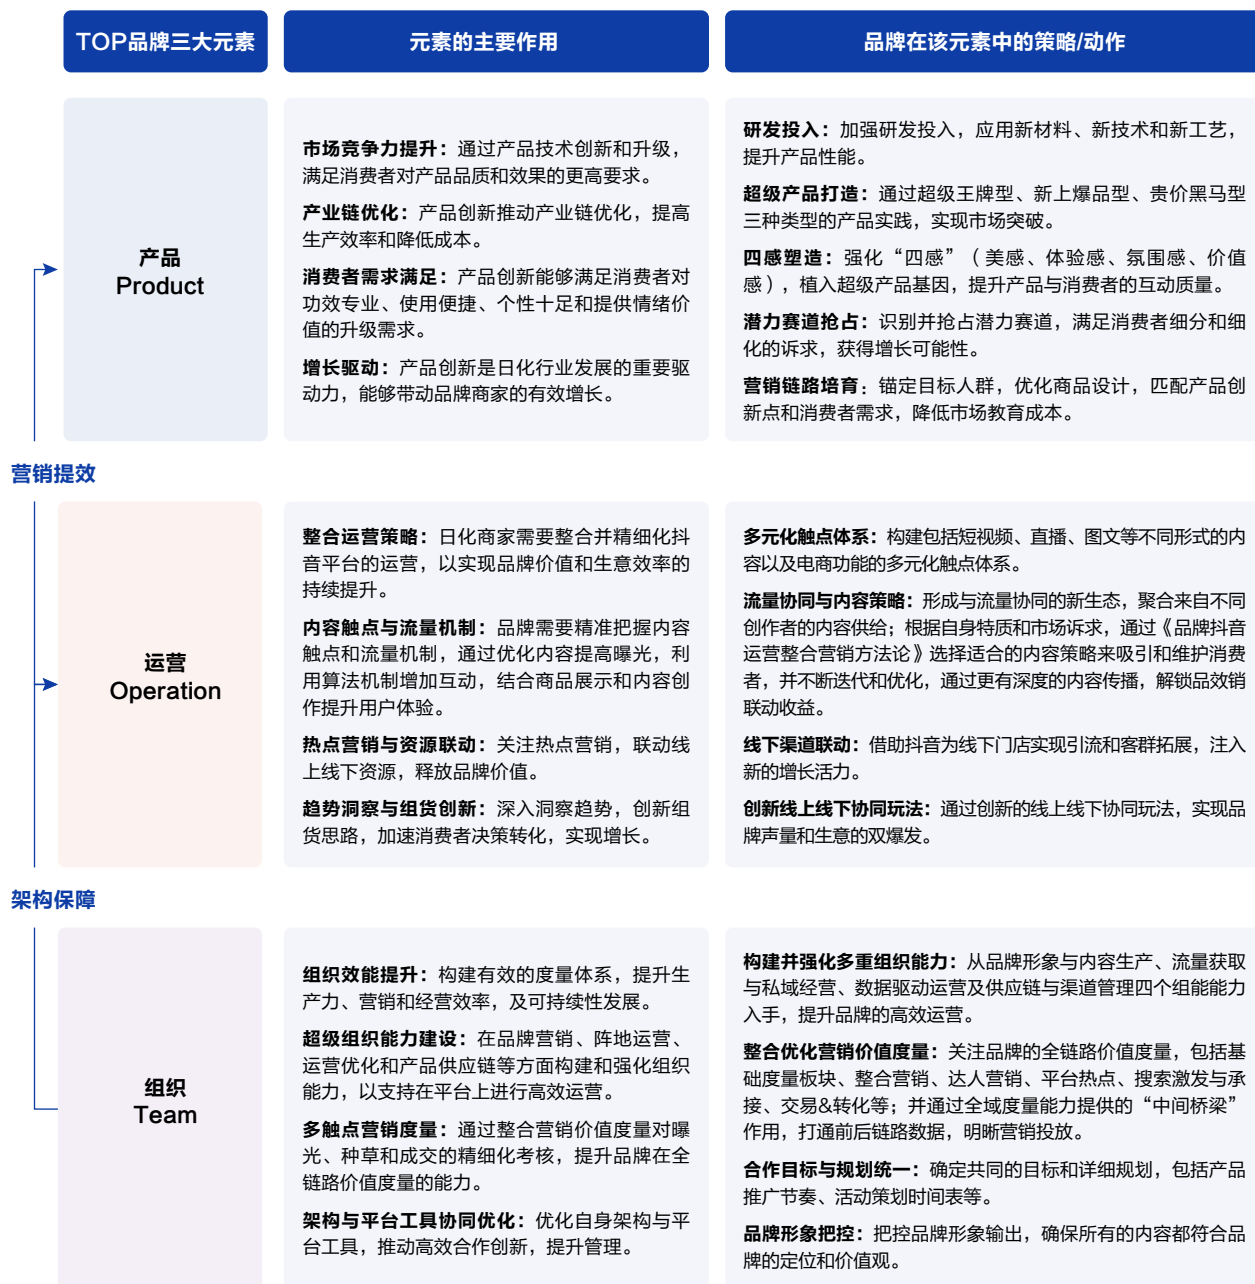 TOP品牌三大元素
元素的主要作用
品牌在该元素中的策略/动作
产品
Product
市场竞争力提升：通过产品技术创新和升级，
满足消费者对产品品质和效果的更高要求。
产业链优化：产品创新推动产业链优化，提高
生产效率和降低成本。
消费者需求满足：产品创新能够满足消费者对
功效专业、使用便捷、个性十足和提供情绪价
值的升级需求。
增长驱动：产品创新是日化行业发展的重要驱
动力，能够带动品牌商家的有效增长。
研发投入：加强研发投入，应用新材料、新技术和新工艺，
提升产品性能。
超级产品打造：通过超级王牌型、新上爆品型、贵价黑马型
三种类型的产品实践，实现市场突破。
四感塑造：强化“四感”（美感、体验感、氛围感、价值
感），植入超级产品基因，提升产品与消费者的互动质量。
潜力赛道抢占：识别并抢占潜力赛道，满足消费者细分和细
化的诉求，获得增长可能性。
营销链路培育：锚定目标人群，优化商品设计，匹配产品创
新点和消费者需求，降低市场教育成本。
营销提效
运营
Operation
整合运营策略：日化商家需要整合并精细化抖
音平台的运营，以实现品牌价值和生意效率的
持续提升。
内容触点与流量机制：品牌需要精准把握内容
触点和流量机制，通过优化内容提高曝光，利
用算法机制增加互动，结合商品展示和内容创
作提升用户体验。
热点营销与资源联动：关注热点营销，联动线
上线下资源，释放品牌价值。
趋势洞察与组货创新：深入洞察趋势，创新组
货思路，加速消费者决策转化，实现增长。
多元化触点体系：构建包括短视频、直播、图文等不同形式的内
容以及电商功能的多元化触点体系。
流量协同与内容策略：形成与流量协同的新生态，聚合来自不同
创作者的内容供给；根据自身特质和市场诉求，通过《品牌抖音
运营整合营销方法论》选择适合的内容策略来吸引和维护消费
者，并不断迭代和优化，通过更有深度的内容传播，解锁品效销
联动收益。
线下渠道联动：借助抖音为线下门店实现引流和客群拓展，注入
新的增长活力。
创新线上线下协同玩法：通过创新的线上线下协同玩法，实现品
牌声量和生意的双爆发。
架构保障
组织
Team
组织效能提升：构建有效的度量体系，提升生
产力、营销和经营效率，及可持续性发展。
超级组织能力建设：在品牌营销、阵地运营、
运营优化和产品供应链等方面构建和强化组织
能力，以支持在平台上进行高效运营。
多触点营销度量：通过整合营销价值度量对曝
光、种草和成交的精细化考核，提升品牌在全
链路价值度量的能力。
架构与平台工具协同优化：优化自身架构与平
台工具，推动高效合作创新，提升管理。
构建并强化多重组织能力：从品牌形象与内容生产、流量获取
与私域经营、数据驱动运营及供应链与渠道管理四个组能能力
入手，提升品牌的高效运营。
整合优化营销价值度量：关注品牌的全链路价值度量，包括基
础度量板块、整合营销、达人营销、平台热点、搜索激发与承
接、交易&转化等；并通过全域度量能力提供的“中间桥梁”
作用，打通前后链路数据，明晰营销投放。
合作目标与规划统一：确定共同的目标和详细规划，包括产品
推广节奏、活动策划时间表等。
品牌形象把控：把控品牌形象输出，确保所有的内容都符合品
牌的定位和价值观。